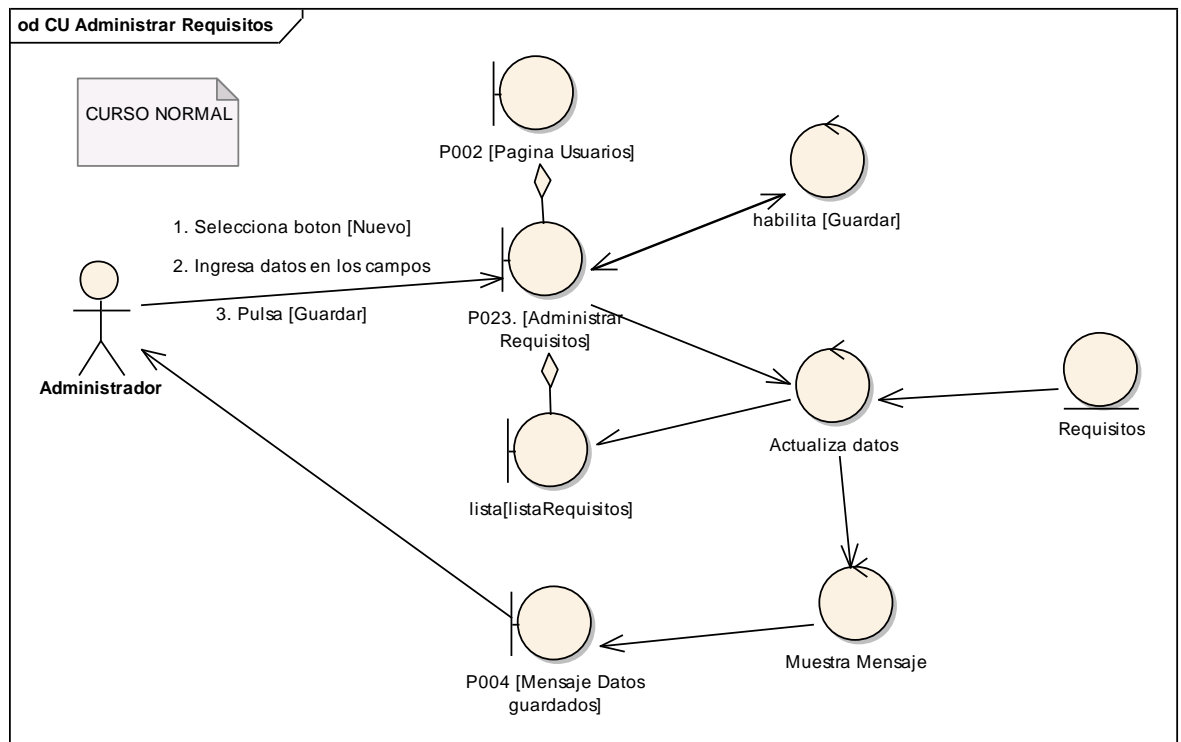 od CU Administrar Requisitos
CURSO NORMAL
P002 [Pagina Usuarios]
habilita [Guardar]
1. Selecciona boton [Nuevo]
2. Ingresa datos en los campos
3. Pulsa [Guardar]
P023. [Administrar
Requisitos]
Administrador
Actualiza datos
Requisitos
lista[listaRequisitos]
Muestra Mensaje
P004 [Mensaje Datos
guardados]